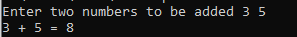 Enter two numbers to be added 3 5
3 + 5 = 8